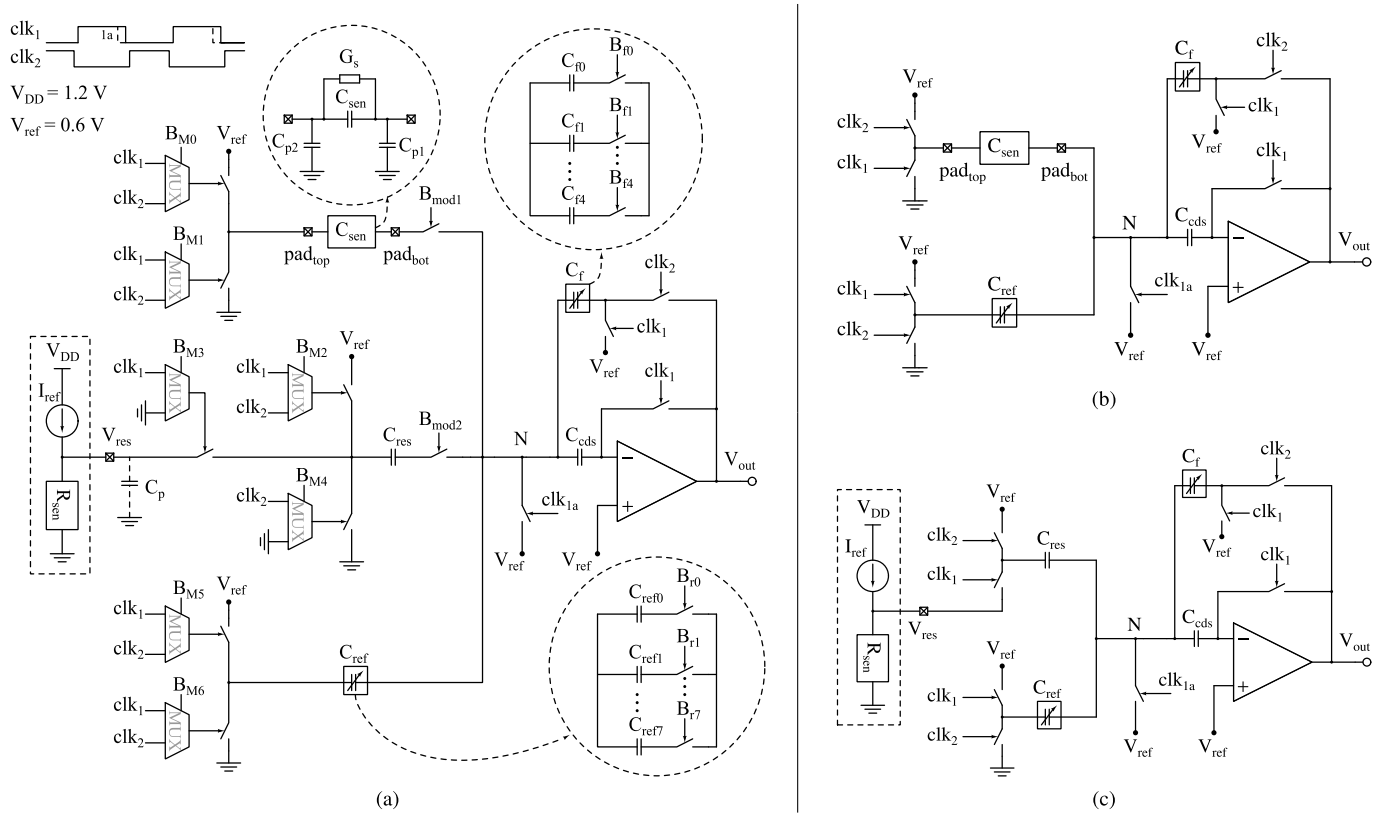 clk1
1a
clk2
VDD = 1.2 V
Vref = 0.6 V
BM0
clk1
MUX
clk2
Vref
BM1
clk1
MUX
clk2
Gs
Csen
Cp2
Cp1
Csen
padtop
padbot
Bmod1
Cf0
Bf0
Cf1
Bf1
Cf4
Bf4
Cf
clk2
clk1
Vref
clk1
VDD
Iref
Rsen
Vres
Cp
BM3
clk1
MUX
BM2
clk1
MUX
clk2
Vref
BM4
clk2
MUX
Cres
Bmod2
N
Ccds
clk1a
Vref
Vref
−
+
Vout
BM5
clk1
MUX
clk2
Vref
BM6
clk1
MUX
clk2
Cref
Cref0
Br0
Cref1
Br1
Cref7
Br7
(a)
Vref
clk2
clk1
Csen
padtop
padbot
Vref
clk1
clk2
Cref
N
clk1a
Vref
Cf
clk2
clk1
Vref
clk1
Ccds
−
+
Vref
Vout
(b)
VDD
Iref
Rsen
Vres
Vref
clk2
clk1
Cres
Vref
clk1
clk2
Cref
N
clk1a
Vref
Cf
clk2
clk1
Vref
clk1
Ccds
−
+
Vref
Vout
(c)